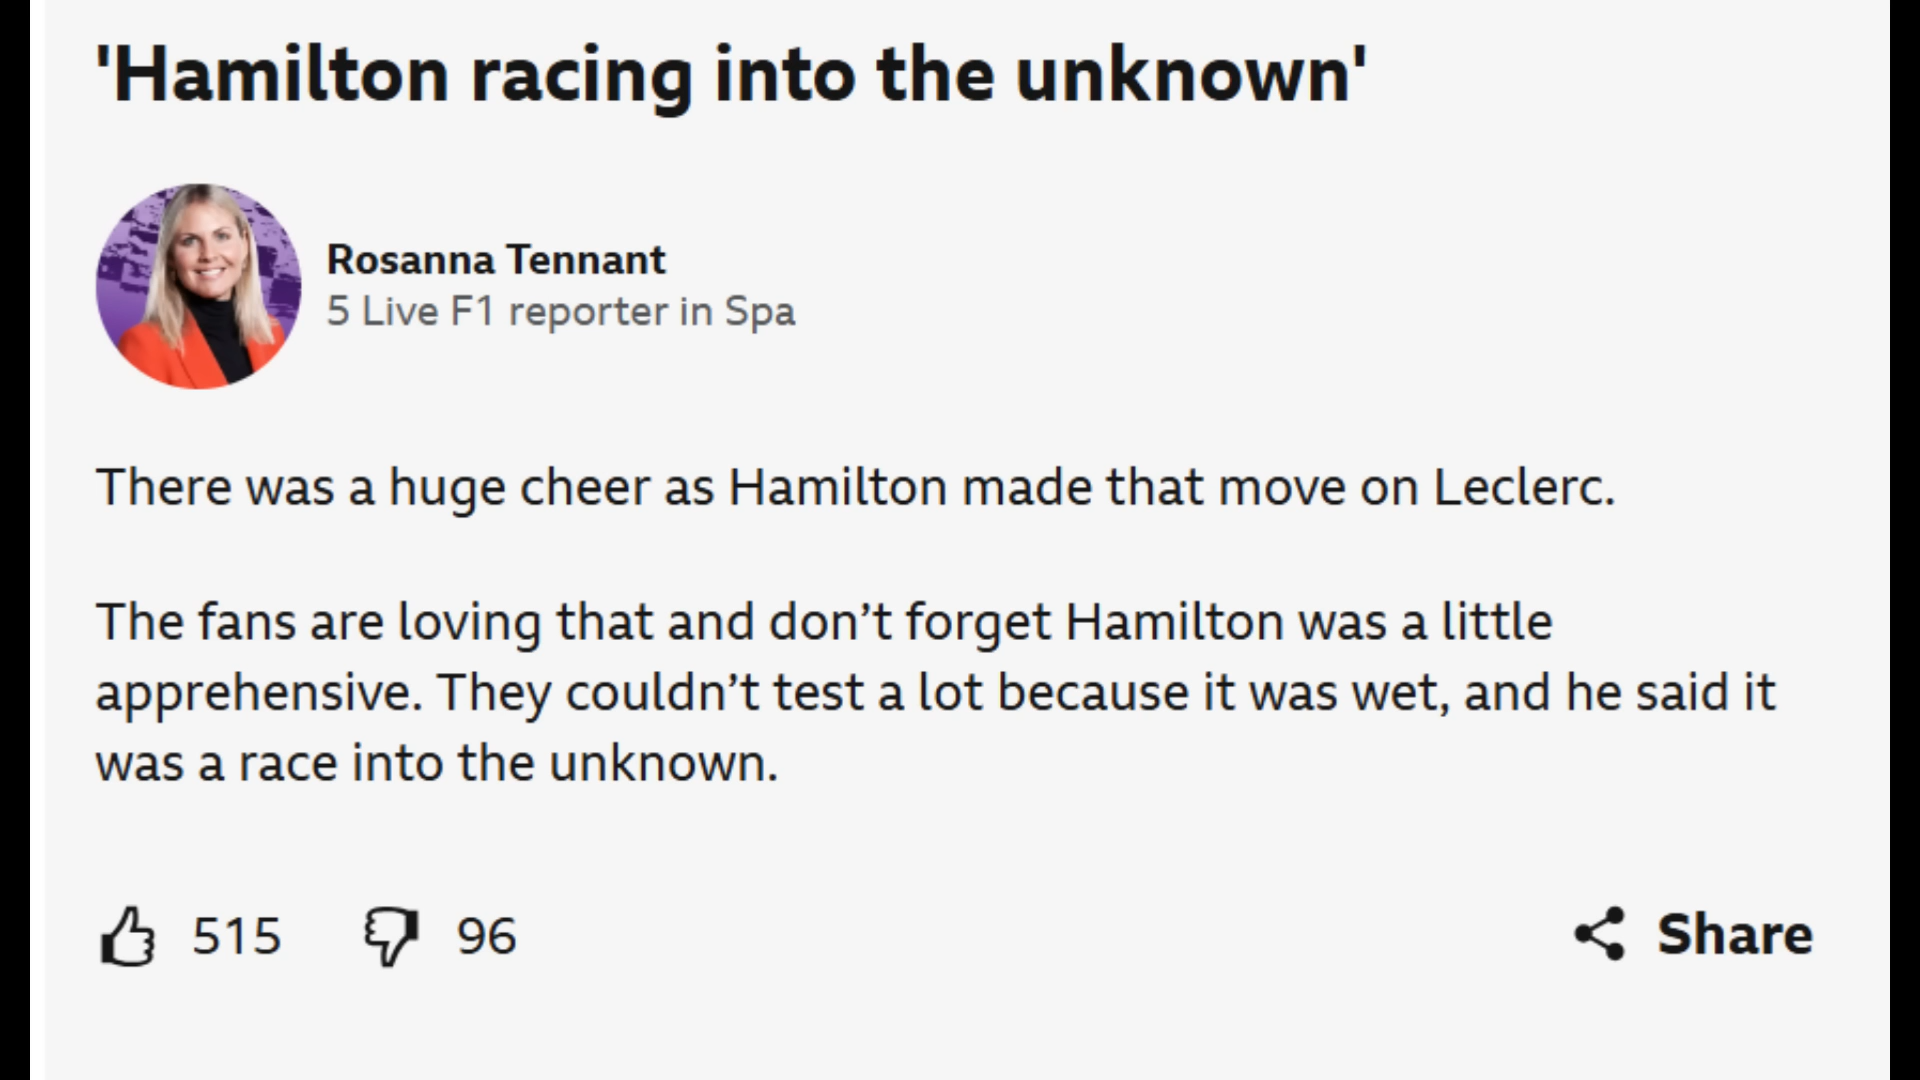 'Hamilton racing into the unknown'
Rosanna Tennant
5 Live F1 reporter in Spa
There was a huge cheer as Hamilton made that move on Leclerc.
The fans are loving that and don’t forget Hamilton was a little
apprehensive. They couldn’t test a lot because it was wet, and he said it
was a race into the unknown.
515 96 Share